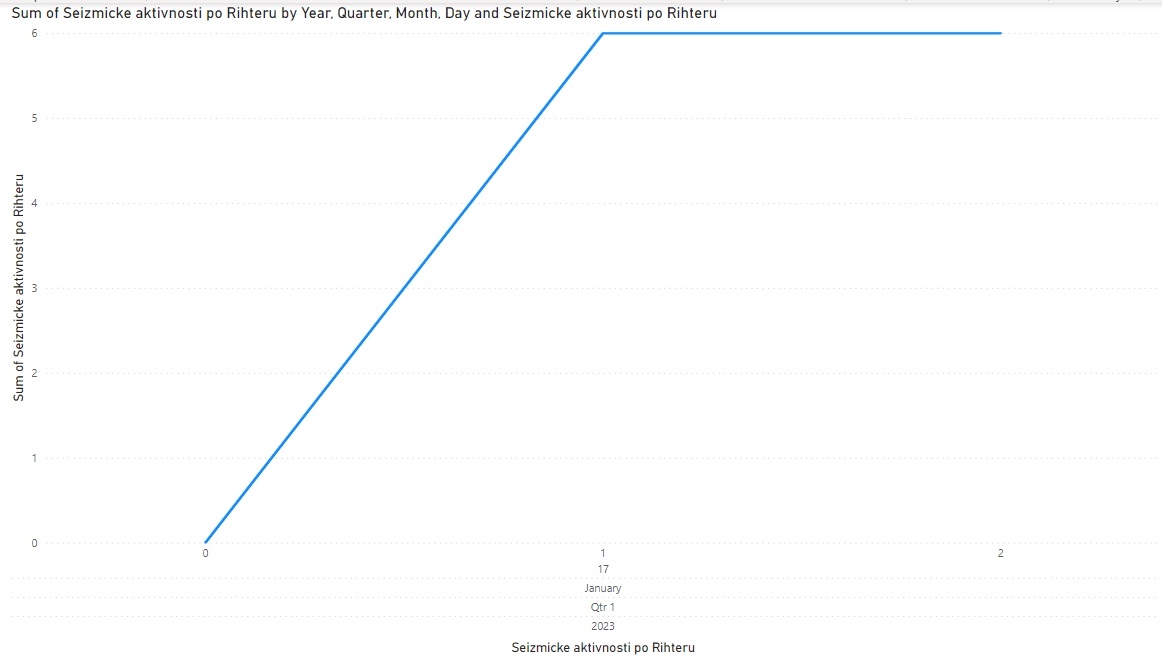 Sum of Seizmicke aktivnosti po Rihteru by Year, Quarter, Month, Day and Seizmicke aktivnosti po Rihteru
Sum of Seizmicke aktivnosti po Rihteru
6
5
4
3
2
1
0
0 1 2
17
January
Qtr 1
2023
Seizmicke aktivnosti po Rihteru